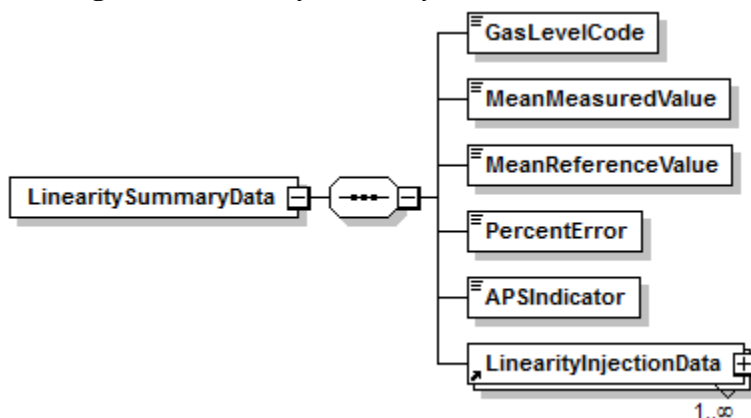 GasLevelCode
MeanMeasuredValue
MeanReferenceValue
LinearitySummaryData
PercentError
APSIndicator
LinearityInjectionData
1..∞